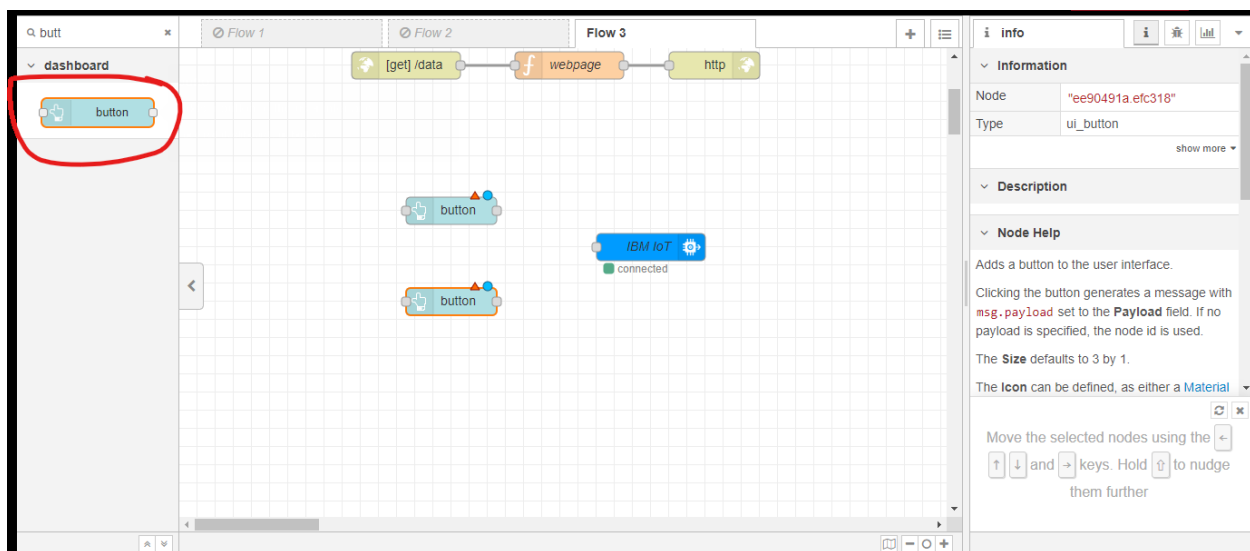 butt
dashboard
button
Flow 1
Flow 2
Flow 3
[get] /data
webpage
http
button
IBM IoT
connected
button
i info
i
Information
Node "ee90491a.efc318"
Type ui_button
show more
Description
Node Help
Adds a button to the user interface.
Clicking the button generates a message with
msg.payload set to the Payload field. If no
payload is specified, the node id is used.
The Size defaults to 3 by 1.
The Icon can be defined, as either a Material
Move the selected nodes using the ←
↑ ↓ and → keys. Hold ⇧ to nudge
them further